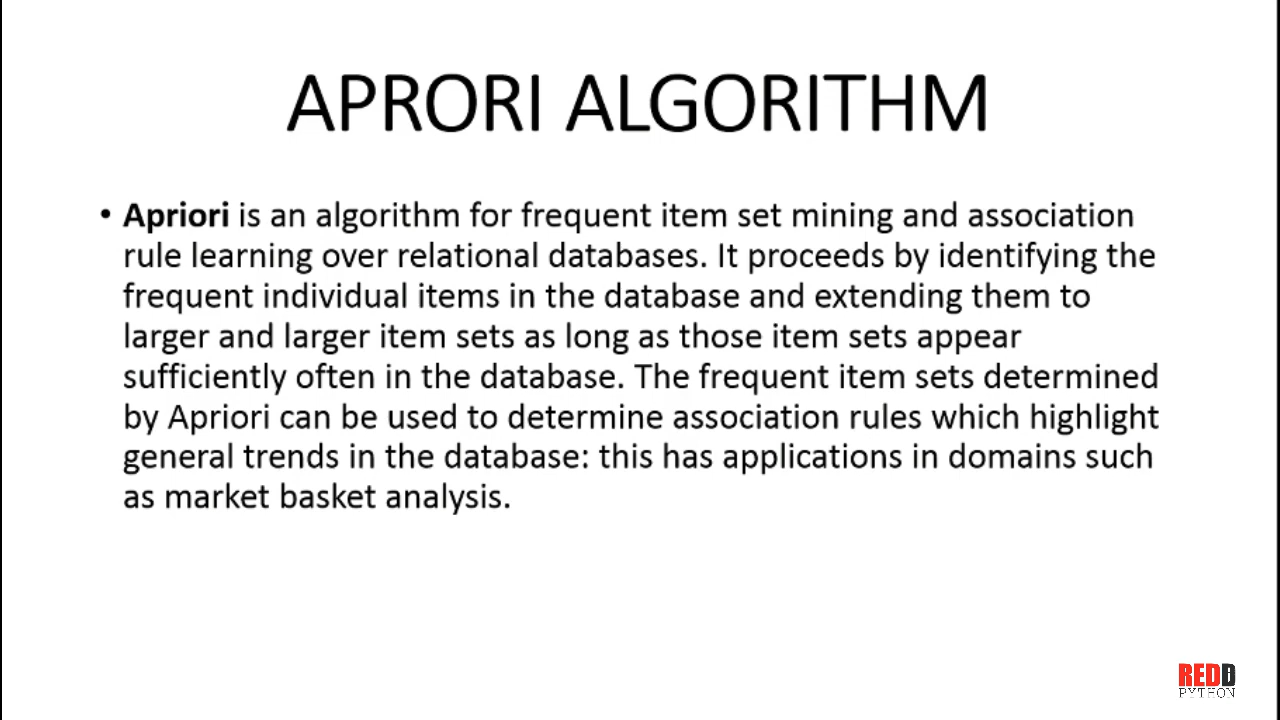 APRORI ALGORITHM
• Apriori is an algorithm for frequent item set mining and association
rule learning over relational databases. It proceeds by identifying the
frequent individual items in the database and extending them to
larger and larger item sets as long as those item sets appear
sufficiently often in the database. The frequent item sets determined
by Apriori can be used to determine association rules which highlight
general trends in the database: this has applications in domains such
as market basket analysis.
REDD
PYTHON